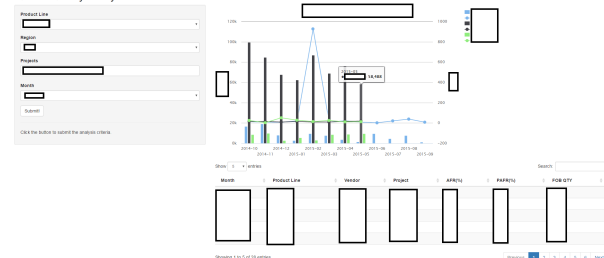 Product Line
Region
Projects
Month
Submit
Click the button to submit the analysis criteria.
120k
100k
80k
60k
40k
20k
0k
1000
800
600
400
200
0
-200
2014-10
2014-11
2014-12
2015-01
2015-02
2015-03
2015-04
2015-05
2015-06
2015-07
2015-08
2015-09
Show 5 entries
Search:
Month Product Line Vendor Project AFR(%) PAFR(%) FOB QTY
Showing 1 to 5 of 28 entries
Previous 1 2 3 4 5 6 Next